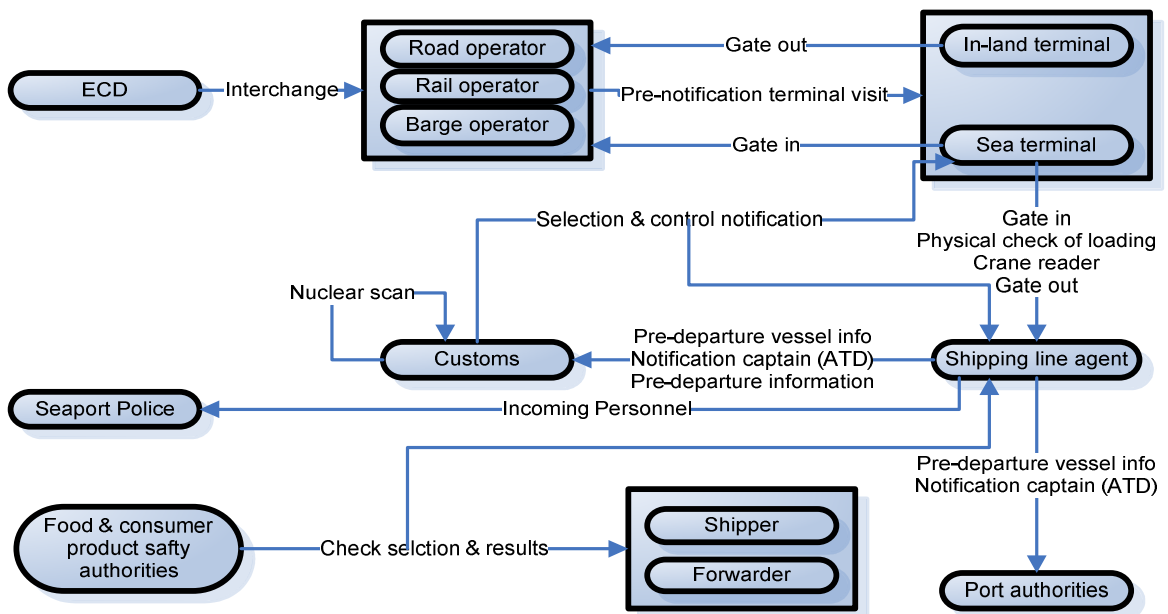 Road operator
Gate out
In-land terminal
ECD
Interchange
Rail operator
Pre-notification terminal visit
Barge operator
Gate in
Sea terminal
Selection & control notification
Gate in
Physical check of loading
Crane reader
Gate out
Nuclear scan
Customs
Pre-departure vessel info
Notification captain (ATD)
Pre-departure information
Shipping line agent
Seaport Police
Incoming Personnel
Pre-departure vessel info
Notification captain (ATD)
Food & consumer
product safty
authorities
Check selction & results
Shipper
Forwarder
Port authorities